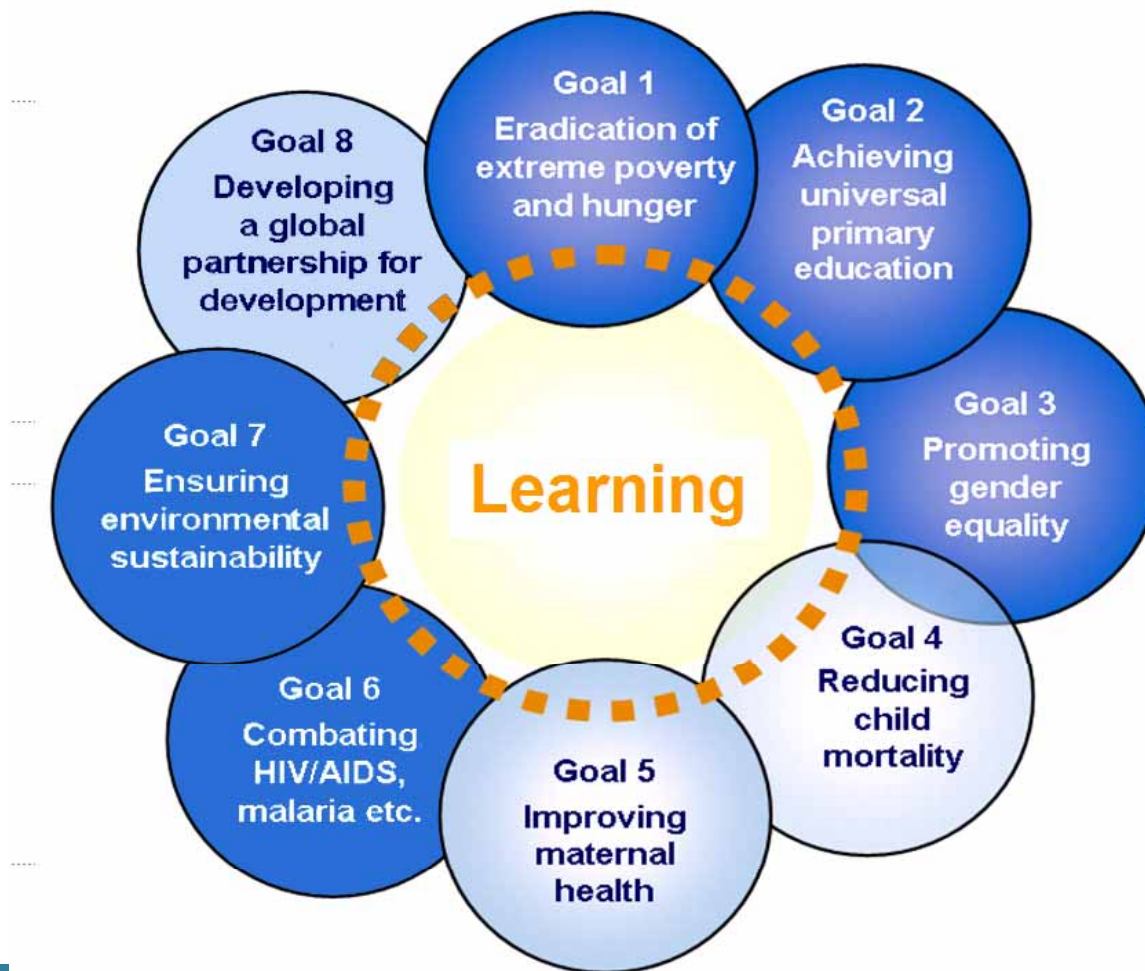 Goal 1
Eradication of
extreme poverty
and hunger
Goal 2
Achieving
universal
primary
education
Goal 3
Promoting
gender
equality
Goal 4
Reducing
child
mortality
Goal 5
Improving
maternal
health
Goal 6
Combating
HIV/AIDS,
malaria etc.
Goal 7
Ensuring
environmental
sustainability
Goal 8
Developing
a global
partnership for
development
Learning